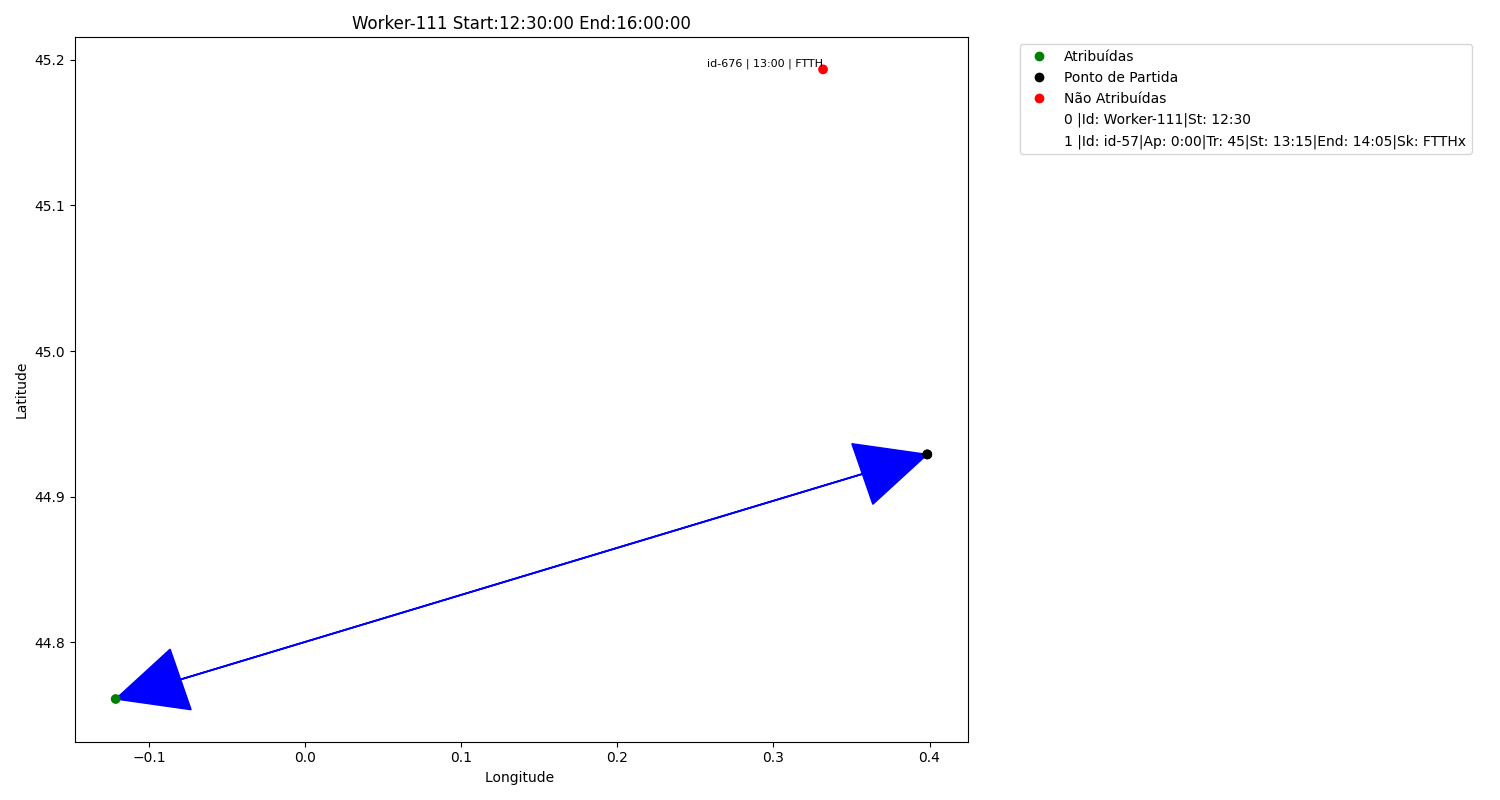 Worker-111 Start:12:30:00 End:16:00:00
45.2
45.1
45.0
44.9
44.8
Latitude
id-676 | 13:00 | FTTH
−0.1
0.0
0.1
0.2
0.3
0.4
Longitude
Atribuídas
Ponto de Partida
Não Atribuídas
0 |Id: Worker-111|St: 12:30
1 |Id: id-57|Ap: 0:00|Tr: 45|St: 13:15|End: 14:05|Sk: FTTHx